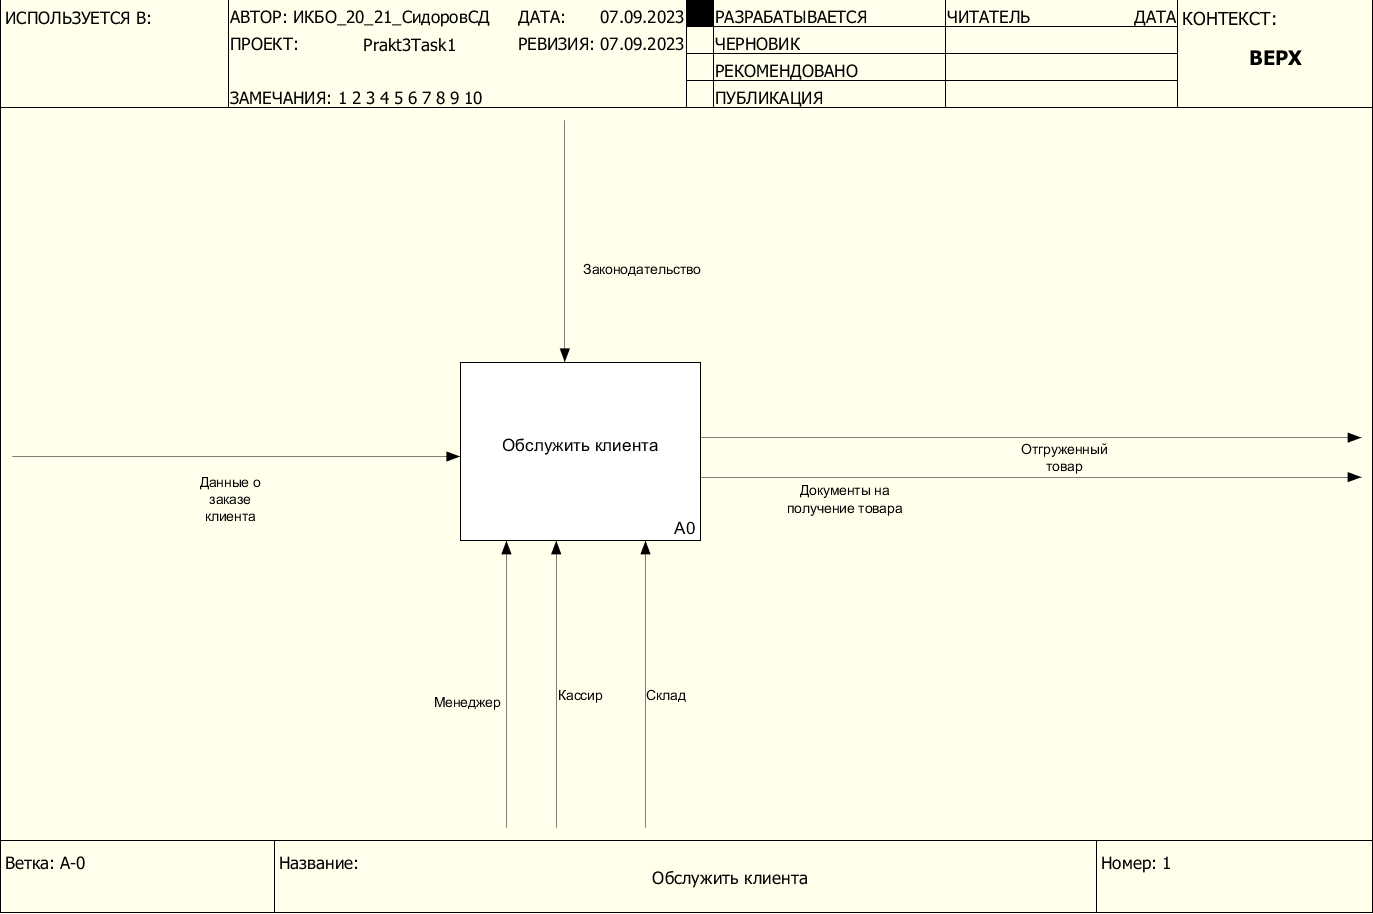 ИСПОЛЬЗУЕТСЯ В:
АВТОР: ИКБО_20_21_СидоровСД ДАТА: 07.09.2023
ПРОЕКТ: Prakt3Task1 РЕВИЗИЯ: 07.09.2023
ЗАМЕЧАНИЯ: 1 2 3 4 5 6 7 8 9 10
РАЗРАБАТЫВАЕТСЯ
ЧЕРНОВИК
РЕКОМЕНДОВАНО
ПУБЛИКАЦИЯ
ЧИТАТЕЛЬ ДАТА
КОНТЕКСТ:
ВЕРХ
Законодательство
Обслужить клиента
A0
Данные о
заказе
клиента
Отгруженный
товар
Документы на
получение товара
Менеджер
Кассир
Склад
Ветка: A-0
Название:
Обслужить клиента
Номер: 1